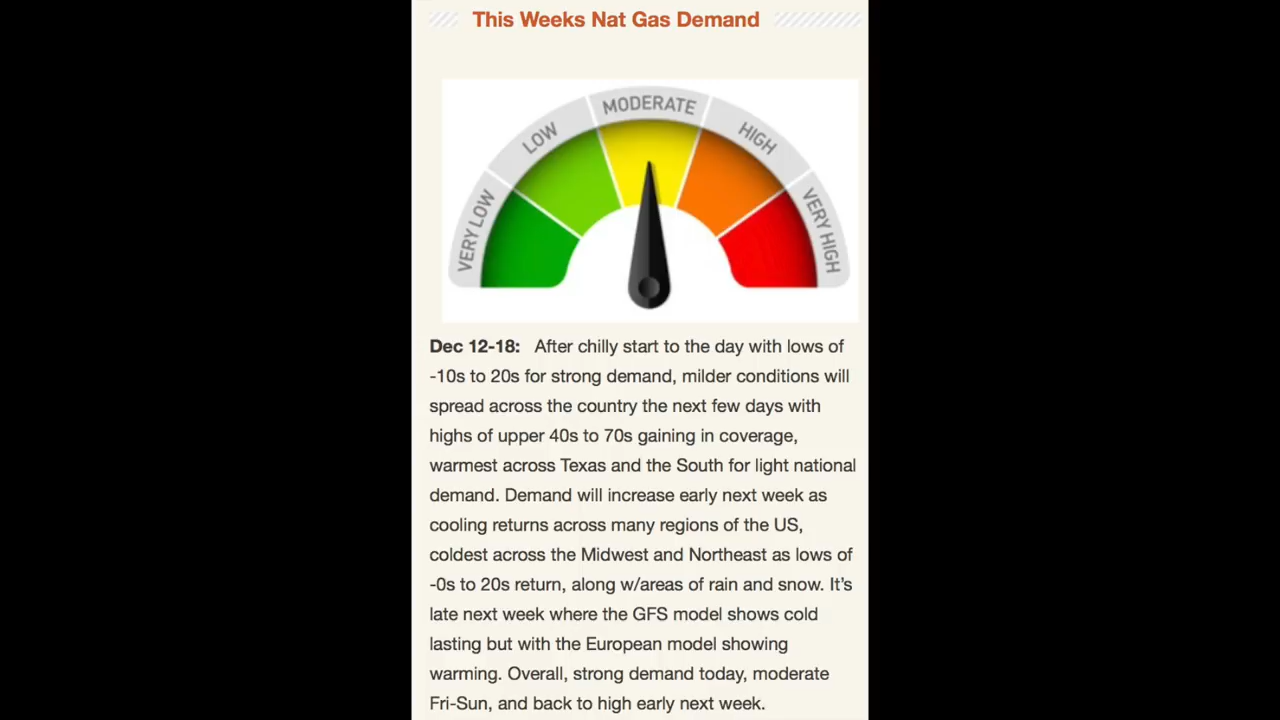 This Weeks Nat Gas Demand
VERY LOW
LOW
MODERATE
HIGH
VERY HIGH
Dec 12-18: After chilly start to the day with lows of
-10s to 20s for strong demand, milder conditions will
spread across the country the next few days with
highs of upper 40s to 70s gaining in coverage,
warmest across Texas and the South for light national
demand. Demand will increase early next week as
cooling returns across many regions of the US,
coldest across the Midwest and Northeast as lows of
-0s to 20s return, along w/areas of rain and snow. It’s
late next week where the GFS model shows cold
lasting but with the European model showing
warming. Overall, strong demand today, moderate
Fri-Sun, and back to high early next week.